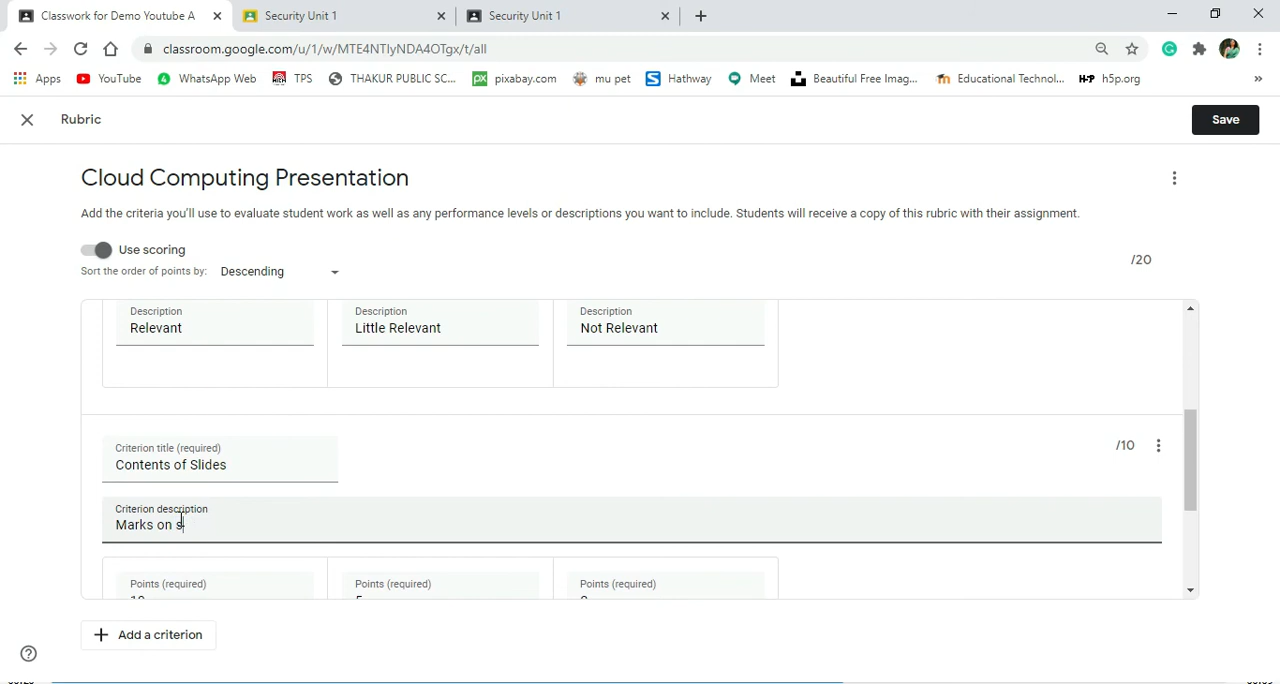 Classwork for Demo Youtube A
Security Unit 1
Security Unit 1
classroom.google.com/u/1/w/MTE4NTIyNDA4OTgx/t/all
Apps YouTube WhatsApp Web TPS THAKUR PUBLIC SC... pixabay.com mu pet Hathway Meet Beautiful Free Imag... Educational Technol... H5P h5p.org »
Rubric
Save
Cloud Computing Presentation
Add the criteria you'll use to evaluate student work as well as any performance levels or descriptions you want to include. Students will receive a copy of this rubric with their assignment.
Use scoring
Sort the order of points by: Descending
/20
Description Description Description
Relevant Little Relevant Not Relevant
Criterion title (required)
Contents of Slides
/10
Criterion description
Marks on s
Points (required) Points (required) Points (required)
+ Add a criterion